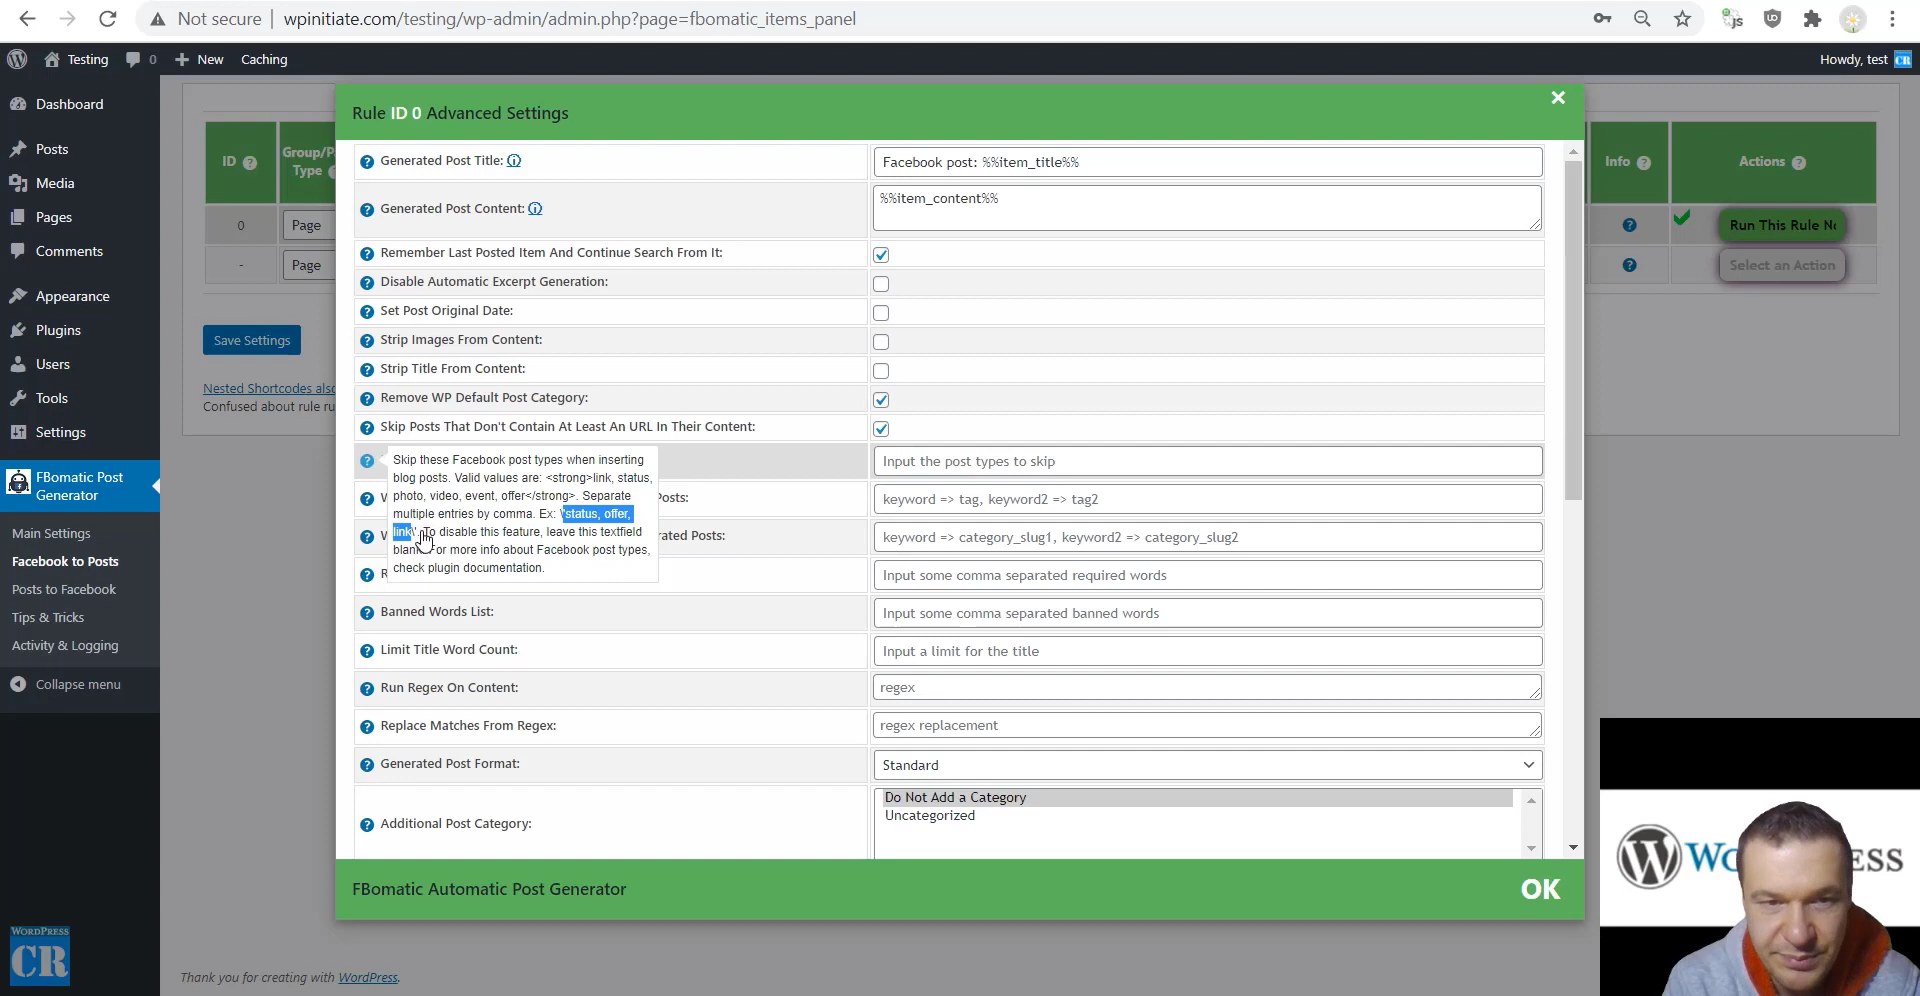 Not secure | wpinitiate.com/testing/wp-admin/admin.php?page=fbomatic_items_panel
Testing 0 New Caching
Howdy, test CR
Dashboard
Posts
Media
Pages
Comments
Appearance
Plugins
Users
Tools
Settings
FBomatic Post
Generator
Main Settings
Facebook to Posts
Posts to Facebook
Tips & Tricks
Activity & Logging
Collapse menu
WORDPRESS
CR
ID
Group/P
Type
0
Page
-
Page
Save Settings
Nested Shortcodes also
Confused about rule ru
Info
Actions
Run This Rule No
Select an Action
Rule ID 0 Advanced Settings
×
Generated Post Title:
Facebook post: %%item_title%%
Generated Post Content:
%%item_content%%
Remember Last Posted Item And Continue Search From It:
Disable Automatic Excerpt Generation:
Set Post Original Date:
Strip Images From Content:
Strip Title From Content:
Remove WP Default Post Category:
Skip Posts That Don't Contain At Least An URL In Their Content:
Skip these Facebook post types when inserting
blog posts. Valid values are: <strong>link, status,
photo, video, event, offer</strong>. Separate
multiple entries by comma. Ex: \'status, offer,
link\'. To disable this feature, leave this textfield
blank. For more info about Facebook post types,
check plugin documentation.
Input the post types to skip
Posts:
keyword => tag, keyword2 => tag2
rated Posts:
keyword => category_slug1, keyword2 => category_slug2
Input some comma separated required words
Banned Words List:
Input some comma separated banned words
Limit Title Word Count:
Input a limit for the title
Run Regex On Content:
regex
Replace Matches From Regex:
regex replacement
Generated Post Format:
Standard
Additional Post Category:
Do Not Add a Category
Uncategorized
FBomatic Automatic Post Generator
OK
Thank you for creating with WordPress.